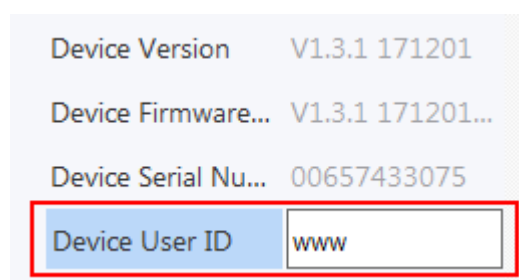 Device Version V1.3.1 171201
Device Firmware... V1.3.1 171201...
Device Serial Nu... 00657433075
Device User ID www